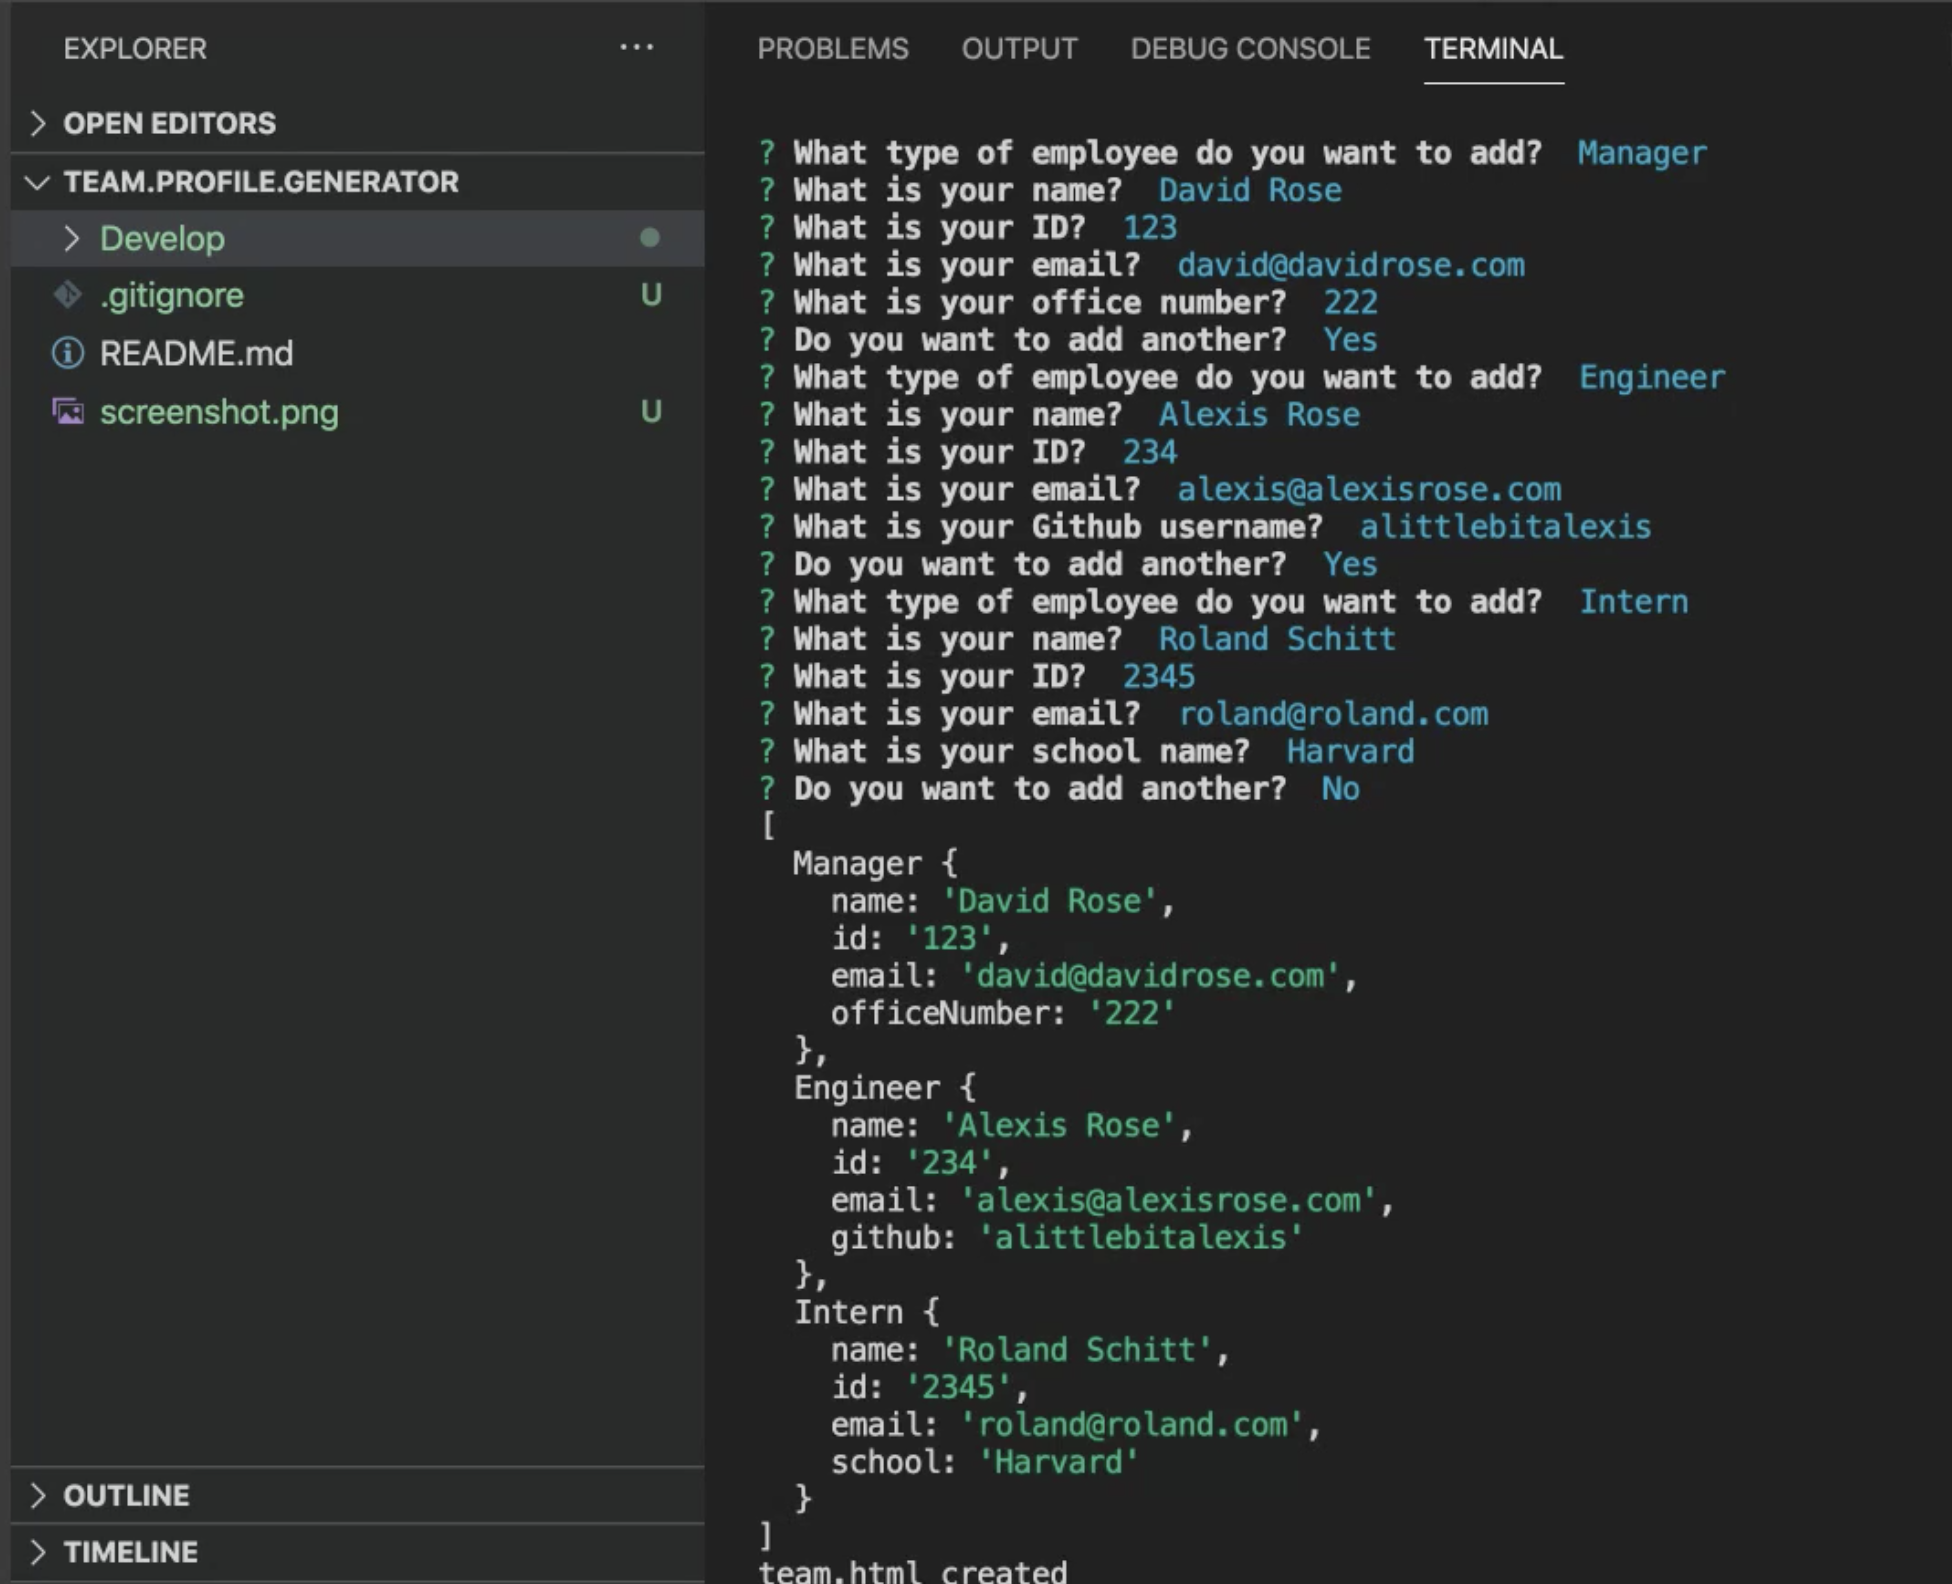 EXPLORER
OPEN EDITORS
TEAM.PROFILE.GENERATOR
Develop
.gitignore U
README.md
screenshot.png U
OUTLINE
TIMELINE
PROBLEMS OUTPUT DEBUG CONSOLE TERMINAL
? What type of employee do you want to add? Manager
? What is your name? David Rose
? What is your ID? 123
? What is your email? david@davidrose.com
? What is your office number? 222
? Do you want to add another? Yes
? What type of employee do you want to add? Engineer
? What is your name? Alexis Rose
? What is your ID? 234
? What is your email? alexis@alexisrose.com
? What is your Github username? alittlebitalexis
? Do you want to add another? Yes
? What type of employee do you want to add? Intern
? What is your name? Roland Schitt
? What is your ID? 2345
? What is your email? roland@roland.com
? What is your school name? Harvard
? Do you want to add another? No
[
  Manager {
    name: 'David Rose',
    id: '123',
    email: 'david@davidrose.com',
    officeNumber: '222'
  },
  Engineer {
    name: 'Alexis Rose',
    id: '234',
    email: 'alexis@alexisrose.com',
    github: 'alittlebitalexis'
  },
  Intern {
    name: 'Roland Schitt',
    id: '2345',
    email: 'roland@roland.com',
    school: 'Harvard'
  }
]
team.html created